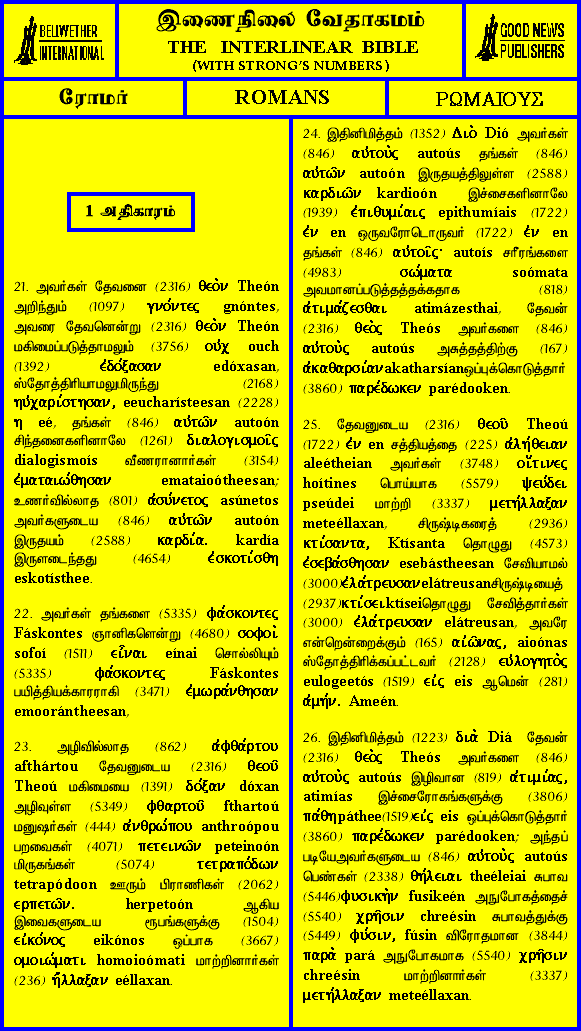 BELLWETHER
INTERNATIONAL
இணைநிலை வேதாகமம்
THE INTERLINEAR BIBLE
(WITH STRONG'S NUMBERS)
GOOD NEWS
PUBLISHERS
ரோமர்
ROMANS
ΡΩΜΑΙΟΥΣ
1 அதிகாரம்
21. அவர்கள் தேவனை (2316) θεὸν Theón
அறிந்தும் (1097) γνόντες gnóntes,
அவரை தேவனென்று (2316) θεὸν Theón
மகிமைப்படுத்தாமலும் (3756) οὐχ ouch
(1392) ἐδόξασαν edóxasan,
ஸ்தோத்திரியாமலுமிருந்து (2168)
ηὐχαρίστησαν, eeucharísteesan (2228)
η eé, தங்கள் (846) αὐτῶν autoón
சிந்தனைகளினாலே (1261) διαλογισμοῖς
dialogismoís வீணரானார்கள் (3154)
ἐματαιώθησαν emataioótheesan;
உணர்வில்லாத (801) ἀσύνετος asúnetos
அவர்களுடைய (846) αὐτῶν autoón
இருதயம் (2588) καρδία. kardía
இருளடைந்தது (4654) ἐσκοτίσθη
eskotísthee.
22. அவர்கள் தங்களை (5335) φάσκοντες
Fáskontes ஞானிகளென்று (4680) σοφοὶ
sofoí (1511) εἶναι eínai சொல்லியும்
(5335) φάσκοντες Fáskontes
பயித்தியக்காரராகி (3471) ἐμωράνθησαν
emoorántheesan,
23. அழிவில்லாத (862) ἀφθάρτου
afthártou தேவனுடைய (2316) θεοῦ
Theoú மகிமையை (1391) δόξαν dóxan
அழிவுள்ள (5349) φθαρτοῦ fthartoú
மனுஷர்கள் (444) ἀνθρώπου anthroópou
பறவைகள் (4071) πετεινῶν peteinoón
மிருகங்கள் (5074) τετραπόδων
tetrapódoon ஊரும் பிராணிகள் (2062)
ερπετῶν. herpetoón ஆகிய
இவைகளுடைய ரூபங்களுக்கு (1504)
εἰκόνος eikónos ஒப்பாக (3667)
ομοιώματι homoioómati மாற்றினார்கள்
(236) ἤλλαξαν eéllaxan.
24. இதினிமித்தம் (1352) Διὸ Dió அவர்கள்
(846) αὐτοὺς autoús தங்கள் (846)
αὐτῶν autoón இருதயத்திலுள்ள (2588)
καρδιῶν kardioón இச்சைகளினாலே
(1939) ἐπιθυμίαις epithumíais (1722)
ἐν en ஒருவரோடொருவர் (1722) ἐν en
தங்கள் (846) αὐτοῖς· autoís சரீரங்களை
(4983) σώματα soómata
அவமானப்படுத்தத்தக்கதாக (818)
ἀτιμάζεσθαι atimázesthai, தேவன்
(2316) θεὸς Theós அவர்களை (846)
αὐτοὺς autoús அசுத்தத்திற்கு (167)
ἀκαθαρσίαν akatharsían ஒப்புக்கொடுத்தார்
(3860) παρέδωκεν parédooken.
25. தேவனுடைய (2316) θεοῦ Theoú
(1722) ἐν en சத்தியத்தை (225) ἀλήθειαν
aleétheian அவர்கள் (3748) οἵτινες
hoítines பொய்யாக (5579) ψεύδει
pseúdei மாற்றி (3337) μετήλλαξαν
meteéllaxan, சிருஷ்டிகரைத் (2936)
κτίσαντα, Ktísanta தொழுது (4573)
ἐσεβάσθησαν esebástheesan சேவியாமல்
(3000)ἐλάτρευσαν elátreusan சிருஷ்டியைத்
(2937)κτίσει ktísei தொழுது சேவித்தார்கள்
(3000) ἐλάτρευσαν elátreusan, அவரே
என்றென்றைக்கும் (165) αἰῶνας, aioónas
ஸ்தோத்திரிக்கப்பட்டவர் (2128) εὐλογητὸς
eulogeetós (1519) εἰς eis ஆமென் (281)
ἀμήν. Ameén.
26. இதினிமித்தம் (1223) διὰ Diá தேவன்
(2316) θεὸς Theós அவர்களை (846)
αὐτοὺς autoús இழிவான (819) ἀτιμίας,
atimías இச்சைரோகங்களுக்கு (3806)
πάθη páthee(1519)εἰς eis ஒப்புக்கொடுத்தார்
(3860) παρέδωκεν parédooken; அந்தப்
படியேஅவர்களுடைய (846) αὐτοὺς autoús
பெண்கள் (2338) θήλειαι theéleiai சுபாவ
(5446)φυσικὴν fusikeén அநுபோகத்தைச்
(5540) χρῆσιν chreésin சுபாவத்துக்கு
(5449) φύσιν, fúsin விரோதமான (3844)
παρὰ pará அநுபோகமாக (5540) χρῆσιν
chreésin மாற்றினார்கள் (3337)
μετήλλαξαν meteéllaxan.